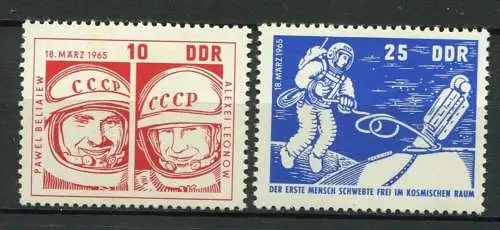 18. MÄRZ 1965
10 DDR
PAWEL BELJAJEW
CCCP
CCCP
ALEXEJ LEONOW
25 DDR
18. MÄRZ 1965
DER ERSTE MENSCH SCHWEBTE FREI IM KOSMISCHEN RAUM